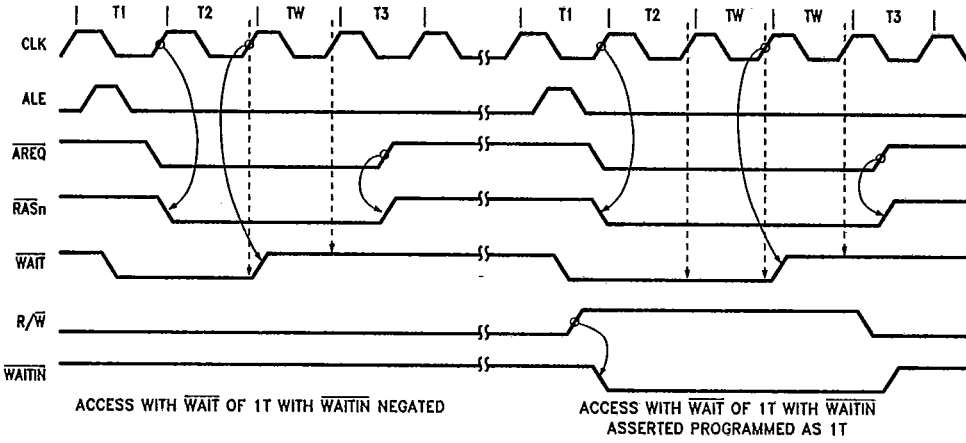 T1 T2 TW T3 T1 T2 TW TW T3
CLK
ALE
AREQ
RASn
WAIT
R/W
WAITIN
ACCESS WITH WAIT OF 1T WITH WAITIN NEGATED
ACCESS WITH WAIT OF 1T WITH WAITIN
ASSERTED PROGRAMMED AS 1T